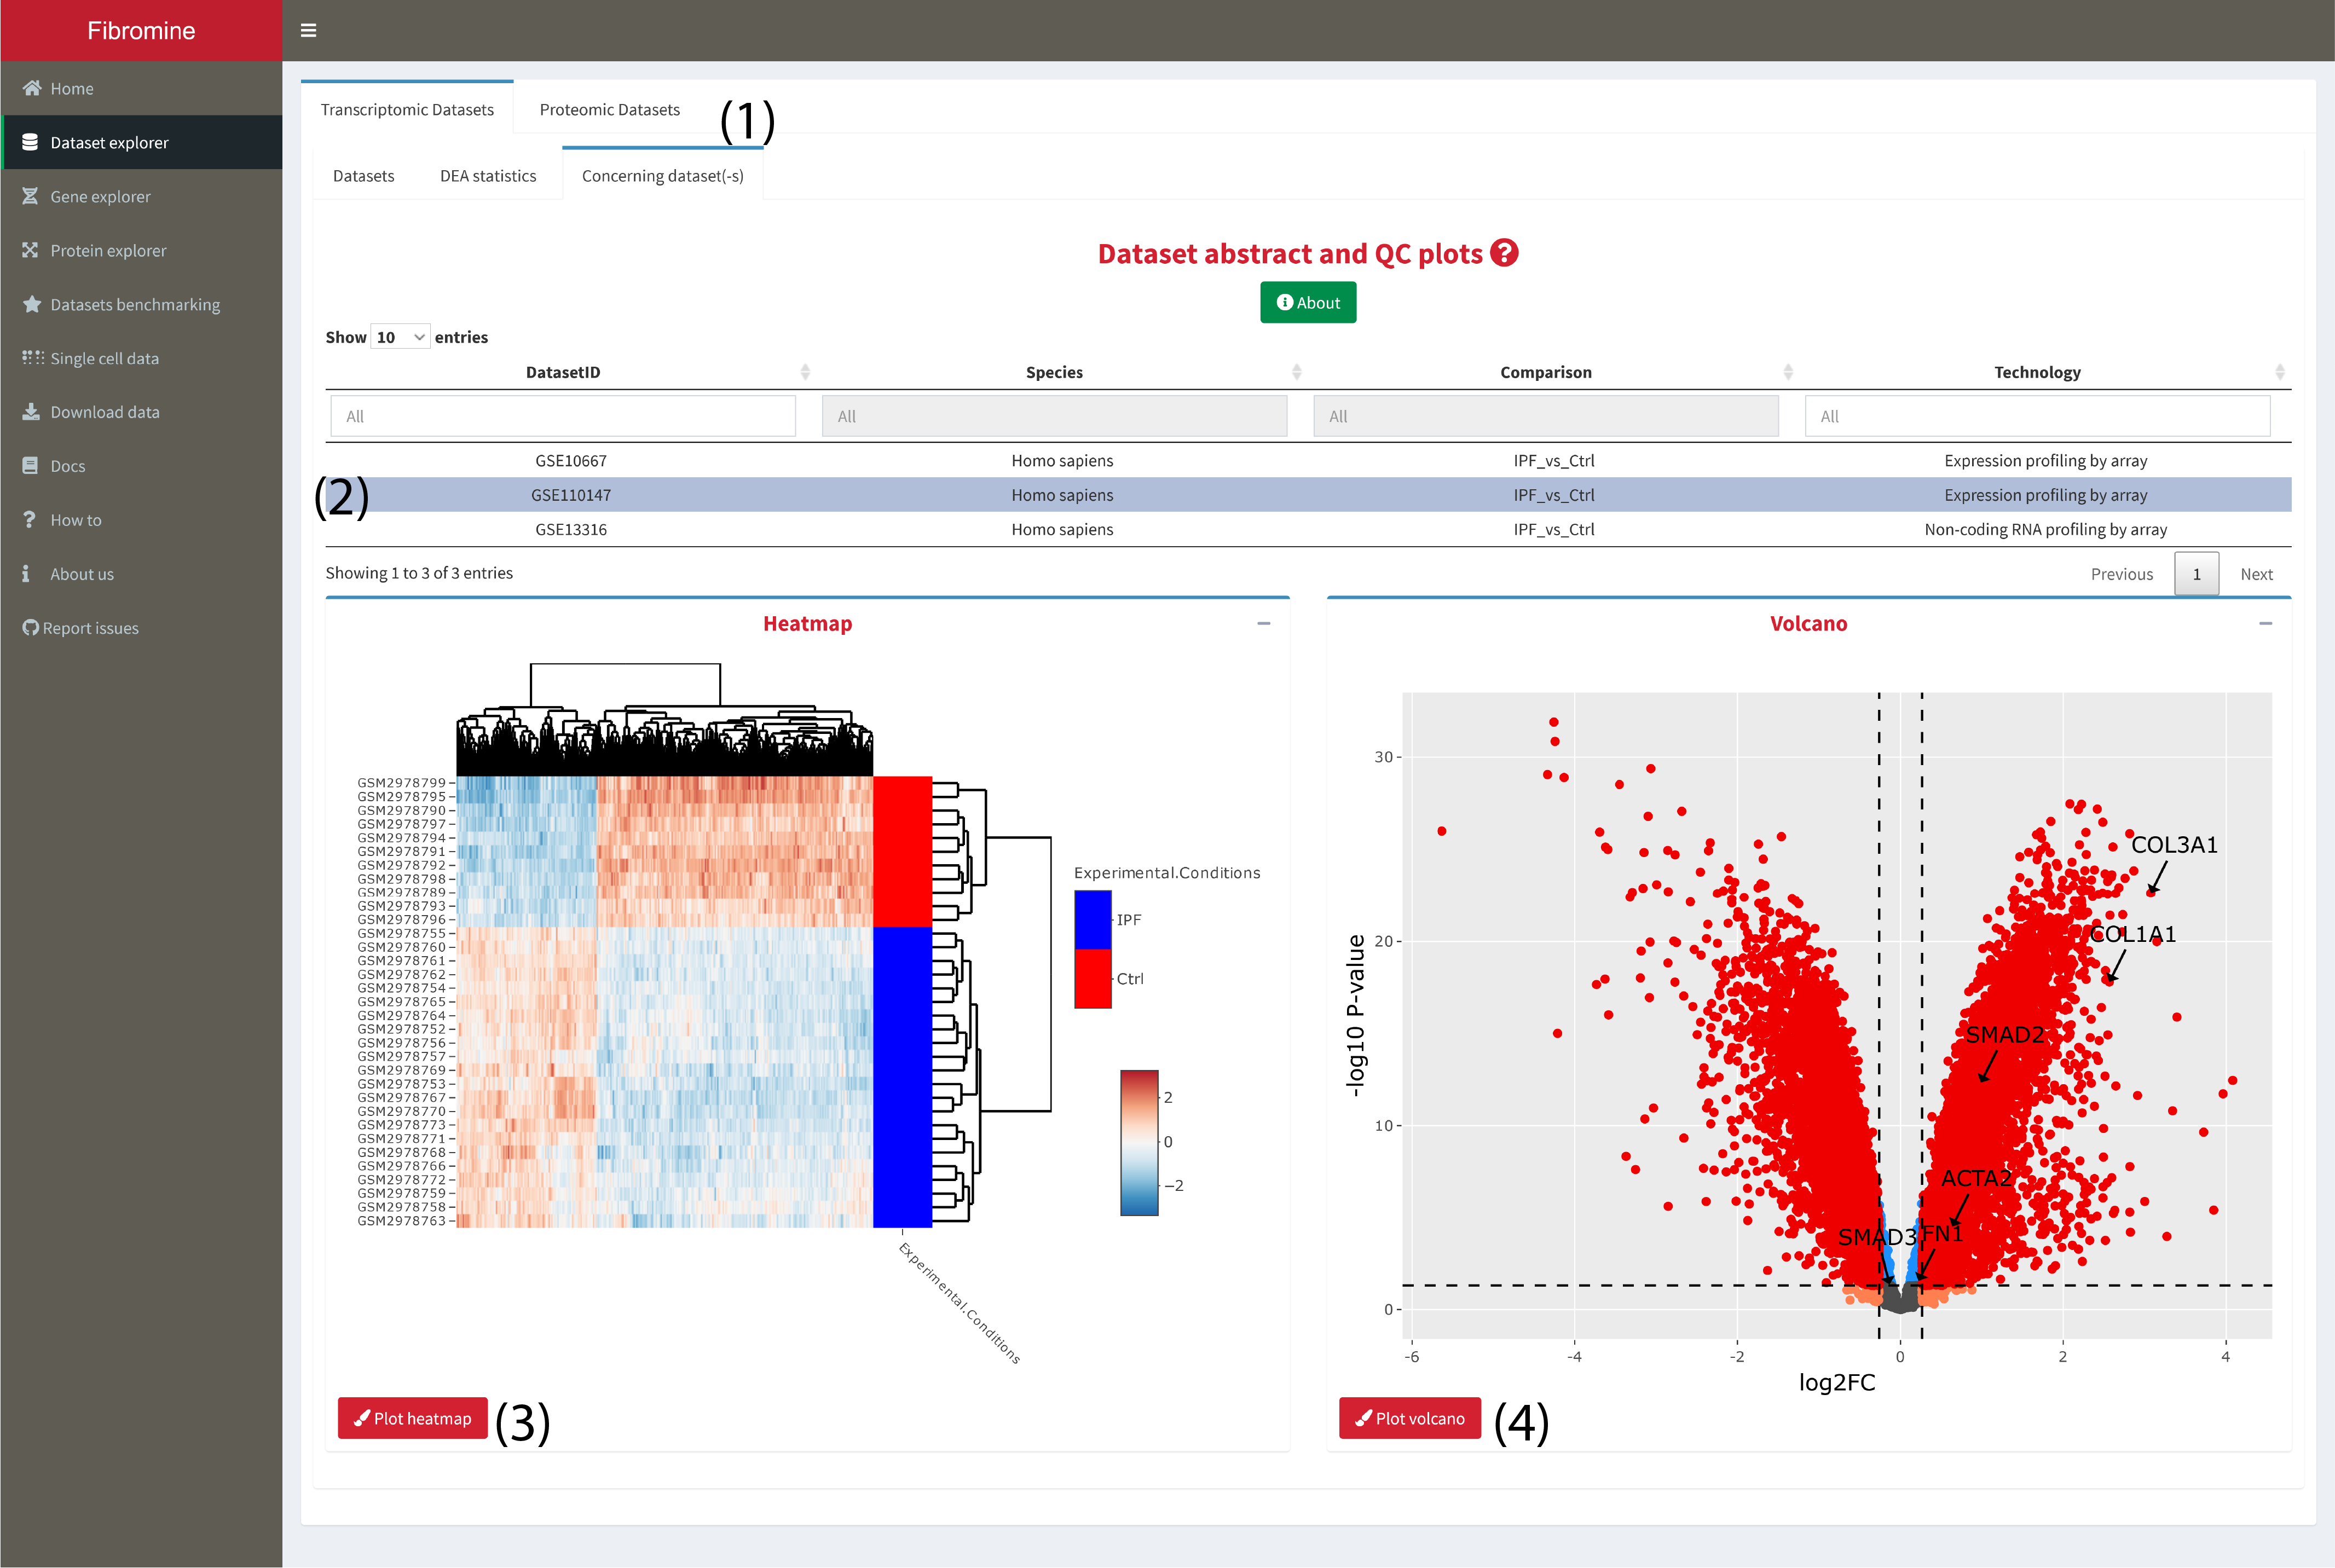 Fibromine
Home
Dataset explorer
Gene explorer
Protein explorer
Datasets benchmarking
Single cell data
Download data
Docs
How to
About us
Report issues
Transcriptomic Datasets Proteomic Datasets (1)
Datasets DEA statistics Concerning dataset(-s)
Dataset abstract and QC plots ?
About
Show 10 entries
DatasetID Species Comparison Technology
All All All All
GSE10667 Homo sapiens IPF_vs_Ctrl Expression profiling by array
(2) GSE110147 Homo sapiens IPF_vs_Ctrl Expression profiling by array
GSE13316 Homo sapiens IPF_vs_Ctrl Non-coding RNA profiling by array
Showing 1 to 3 of 3 entries
Previous 1 Next
Heatmap
GSM2978799
GSM2978795
GSM2978790
GSM2978797
GSM2978794
GSM2978791
GSM2978792
GSM2978798
GSM2978789
GSM2978793
GSM2978796
GSM2978755
GSM2978760
GSM2978761
GSM2978762
GSM2978754
GSM2978765
GSM2978764
GSM2978752
GSM2978756
GSM2978757
GSM2978769
GSM2978753
GSM2978767
GSM2978770
GSM2978773
GSM2978771
GSM2978768
GSM2978766
GSM2978772
GSM2978759
GSM2978758
GSM2978763
Experimental.Conditions
Experimental.Conditions
IPF
Ctrl
2
0
−2
Plot heatmap (3)
Volcano
-log10 P-value
30
20
10
0
COL3A1
COL1A1
SMAD2
ACTA2
SMAD3 FN1
-6 -4 -2 0 2 4
log2FC
Plot volcano (4)